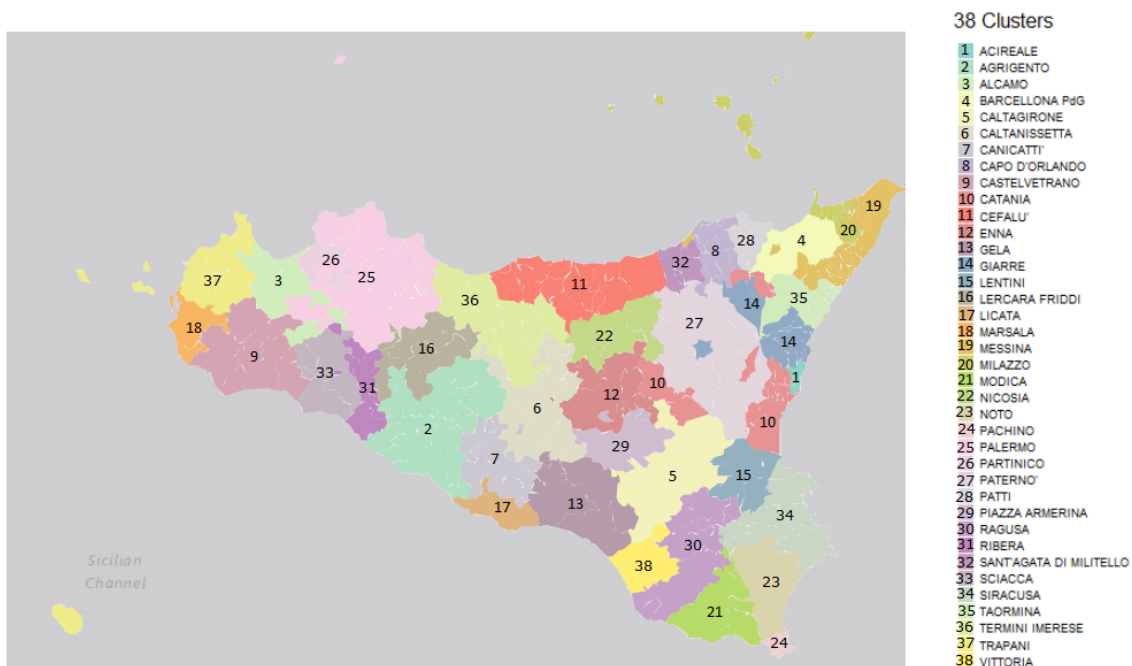 38 Clusters
1 ACIREALE
2 AGRIGENTO
3 ALCAMO
4 BARCELLONA PdG
5 CALTAGIRONE
6 CALTANISSETTA
7 CANICATTI'
8 CAPO D'ORLANDO
9 CASTELVETRANO
10 CATANIA
11 CEFALU'
12 ENNA
13 GELA
14 GIARRE
15 LENTINI
16 LERCARA FRIDDI
17 LICATA
18 MARSALA
19 MESSINA
20 MILAZZO
21 MODICA
22 NICOSIA
23 NOTO
24 PACHINO
25 PALERMO
26 PARTINICO
27 PATERNO'
28 PATTI
29 PIAZZA ARMERINA
30 RAGUSA
31 RIBERA
32 SANT'AGATA DI MILITELLO
33 SCIACCA
34 SIRACUSA
35 TAORMINA
36 TERMINI IMERESE
37 TRAPANI
38 VITTORIA
19
20
28
4
8
32
26
25
37
3
11
36
35
14
27
18
22
14
16
9
33
31
10
1
12
6
2
10
29
7
5
15
13
17
34
30
38
23
21
24
Sicilian
Channel